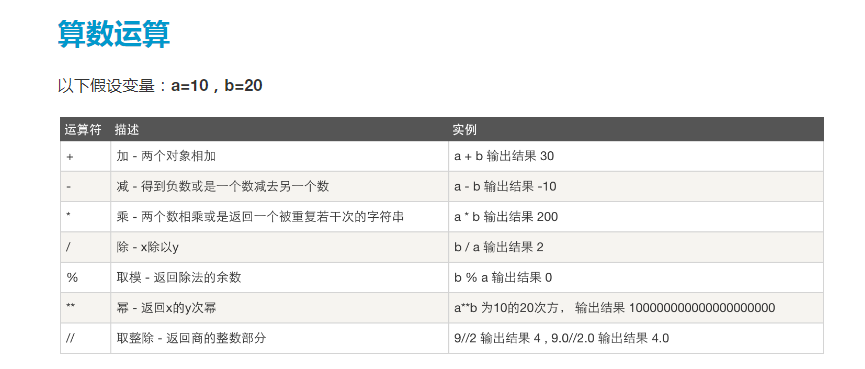 算数运算
以下假设变量：a=10，b=20
运算符 描述 实例
+ 加 - 两个对象相加 a + b 输出结果 30
- 减 - 得到负数或是一个数减去另一个数 a - b 输出结果 -10
* 乘 - 两个数相乘或是返回一个被重复若干次的字符串 a * b 输出结果 200
/ 除 - x除以y b / a 输出结果 2
% 取模 - 返回除法的余数 b % a 输出结果 0
** 幂 - 返回x的y次幂 a**b 为10的20次方， 输出结果 100000000000000000000
// 取整除 - 返回商的整数部分 9//2 输出结果 4 , 9.0//2.0 输出结果 4.0